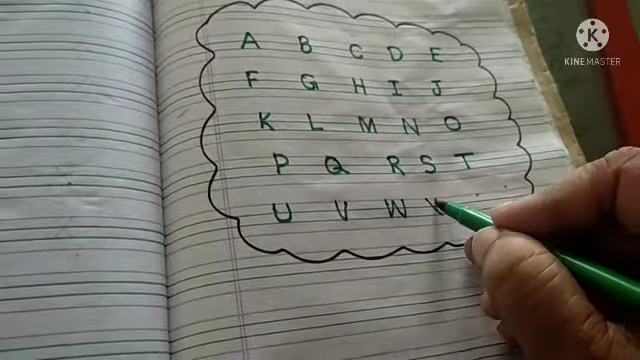 A B C D E
F G H I J
K L M N O
P Q R S T
U V W
K
KINEMASTER